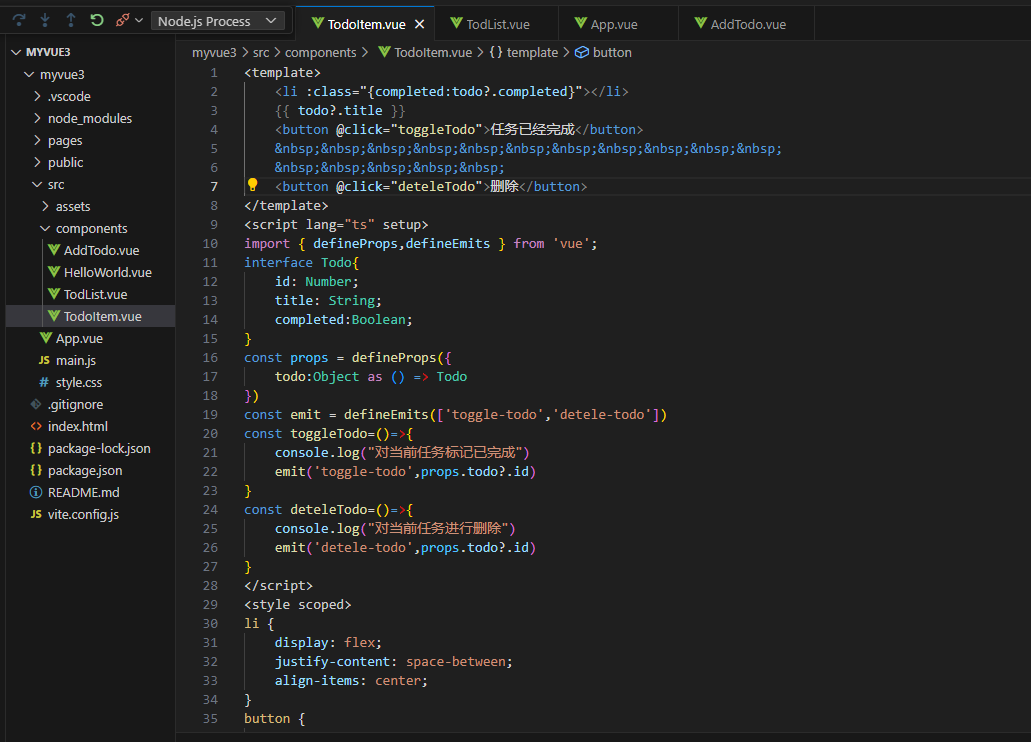 Node.js Process
TodoItem.vue
TodList.vue
App.vue
AddTodo.vue
MYVUE3
myvue3
.vscode
node_modules
pages
public
src
assets
components
AddTodo.vue
HelloWorld.vue
TodList.vue
TodoItem.vue
App.vue
JS main.js
# style.css
.gitignore
<> index.html
{} package-lock.json
{} package.json
README.md
JS vite.config.js
myvue3 > src > components > TodoItem.vue > {} template > button
1 <template>
2 <li :class="{completed:todo?.completed}"></li>
3 {{ todo?.title }}
4 <button @click="toggleTodo">任务已经完成</button>
5 &nbsp;&nbsp;&nbsp;&nbsp;&nbsp;&nbsp;&nbsp;&nbsp;&nbsp;&nbsp;&nbsp;
6 &nbsp;&nbsp;&nbsp;&nbsp;&nbsp;
7 <button @click="deteleTodo">删除</button>
8 </template>
9 <script lang="ts" setup>
10 import { defineProps,defineEmits } from 'vue';
11 interface Todo{
12 id: Number;
13 title: String;
14 completed:Boolean;
15 }
16 const props = defineProps({
17 todo:Object as () => Todo
18 })
19 const emit = defineEmits(['toggle-todo','detele-todo'])
20 const toggleTodo=()=>{
21 console.log("对当前任务标记已完成")
22 emit('toggle-todo',props.todo?.id)
23 }
24 const deteleTodo=()=>{
25 console.log("对当前任务进行删除")
26 emit('detele-todo',props.todo?.id)
27 }
28 </script>
29 <style scoped>
30 li {
31 display: flex;
32 justify-content: space-between;
33 align-items: center;
34 }
35 button {